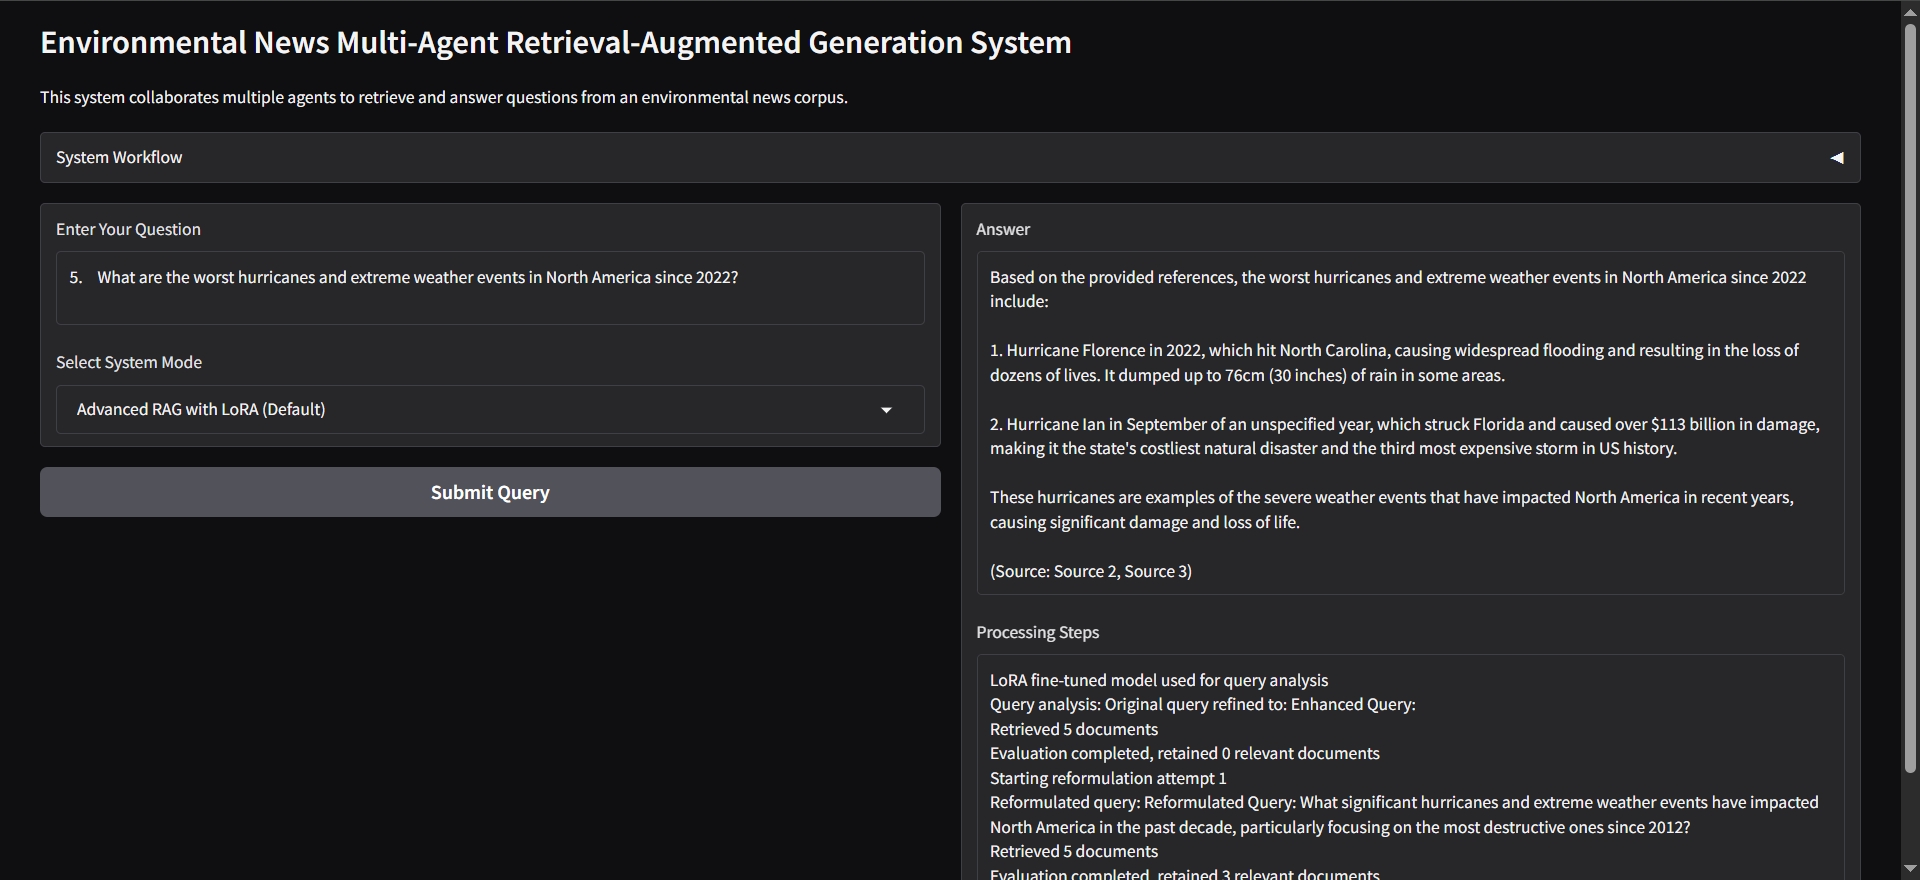 Environmental News Multi-Agent Retrieval-Augmented Generation System
This system collaborates multiple agents to retrieve and answer questions from an environmental news corpus.
System Workflow
Enter Your Question
5. What are the worst hurricanes and extreme weather events in North America since 2022?
Select System Mode
Advanced RAG with LoRA (Default)
Submit Query
Answer
Based on the provided references, the worst hurricanes and extreme weather events in North America since 2022
include:
1. Hurricane Florence in 2022, which hit North Carolina, causing widespread flooding and resulting in the loss of
dozens of lives. It dumped up to 76cm (30 inches) of rain in some areas.
2. Hurricane Ian in September of an unspecified year, which struck Florida and caused over $113 billion in damage,
making it the state's costliest natural disaster and the third most expensive storm in US history.
These hurricanes are examples of the severe weather events that have impacted North America in recent years,
causing significant damage and loss of life.
(Source: Source 2, Source 3)
Processing Steps
LoRA fine-tuned model used for query analysis
Query analysis: Original query refined to: Enhanced Query:
Retrieved 5 documents
Evaluation completed, retained 0 relevant documents
Starting reformulation attempt 1
Reformulated query: Reformulated Query: What significant hurricanes and extreme weather events have impacted
North America in the past decade, particularly focusing on the most destructive ones since 2012?
Retrieved 5 documents
Evaluation completed, retained 3 relevant documents